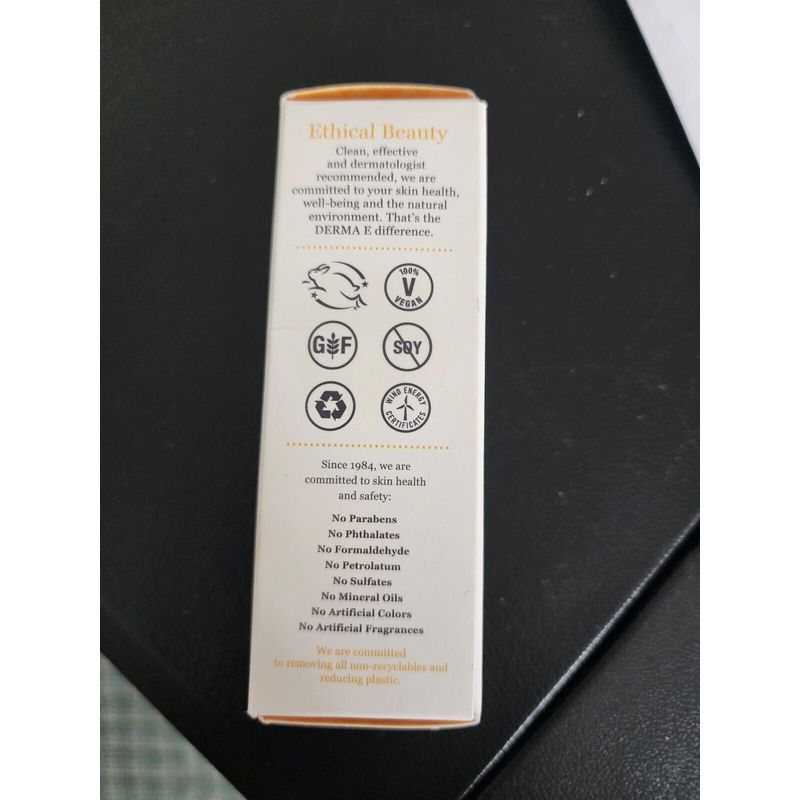 Ethical Beauty
Clean, effective
and dermatologist
recommended, we are
committed to your skin health,
well-being and the natural
environment. That's the
DERMA E difference.
100%
V
VEGAN
GF
SOY
WIND ENERGY
CERTIFICATES
Since 1984, we are
committed to skin health
and safety:
No Parabens
No Phthalates
No Formaldehyde
No Petrolatum
No Sulfates
No Mineral Oils
No Artificial Colors
No Artificial Fragrances
We are committed
to removing all non-recyclables and
reducing plastic.